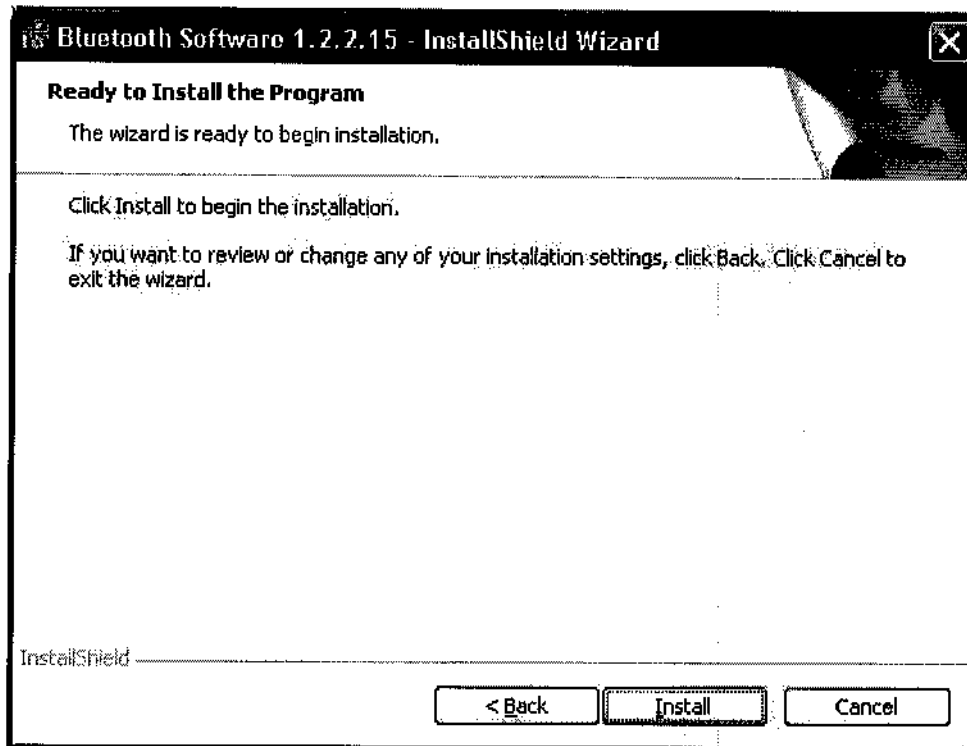 Bluetooth Software 1.2.2.15 - InstallShield Wizard
Ready to Install the Program
The wizard is ready to begin installation.
Click Install to begin the installation.
If you want to review or change any of your installation settings, click Back. Click Cancel to
exit the wizard.
InstallShield
< Back
Install
Cancel